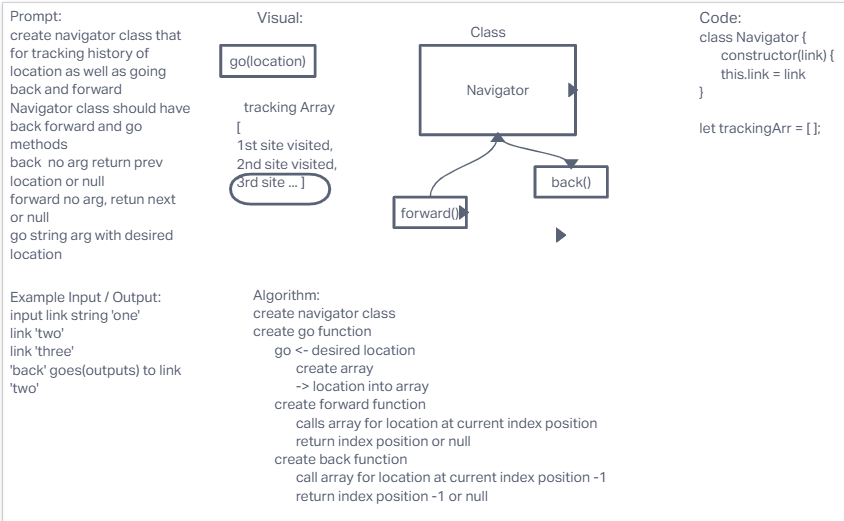 Prompt:
create navigator class that
for tracking history of
location as well as going
back and forward
Navigator class should have
back forward and go
methods
back  no arg return prev
location or null
forward no arg, retun next
or null
go string arg with desired
location
Example Input / Output:
input link string 'one'
link 'two'
link 'three'
'back' goes(outputs) to link
'two'
Visual:
go(location)
tracking Array
[
1st site visited,
2nd site visited,
3rd site ... ]
Class
Navigator
forward()
back()
Algorithm:
create navigator class
create go function
go <- desired location
create array
-> location into array
create forward function
calls array for location at current index position
return index position or null
create back function
call array for location at current index position -1
return index position -1 or null
Code:
class Navigator {
constructor(link) {
this.link = link
}
let trackingArr = [ ];